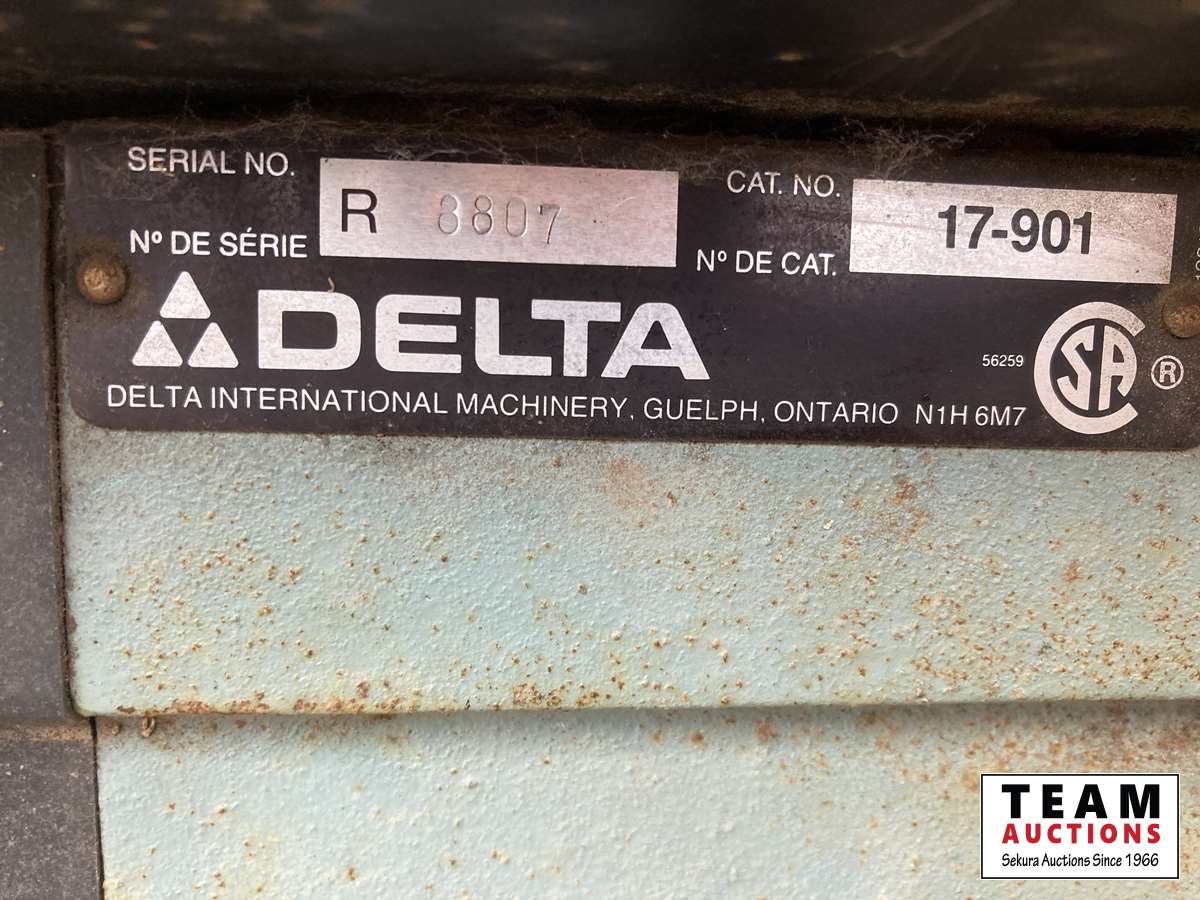 SERIAL NO.
R 8807
Nº DE SÉRIE
CAT. NO.
17-901
Nº DE CAT.
DELTA
56259
CSA
®
DELTA INTERNATIONAL MACHINERY, GUELPH, ONTARIO N1H 6M7
TEAM
AUCTIONS
Sekura Auctions Since 1966